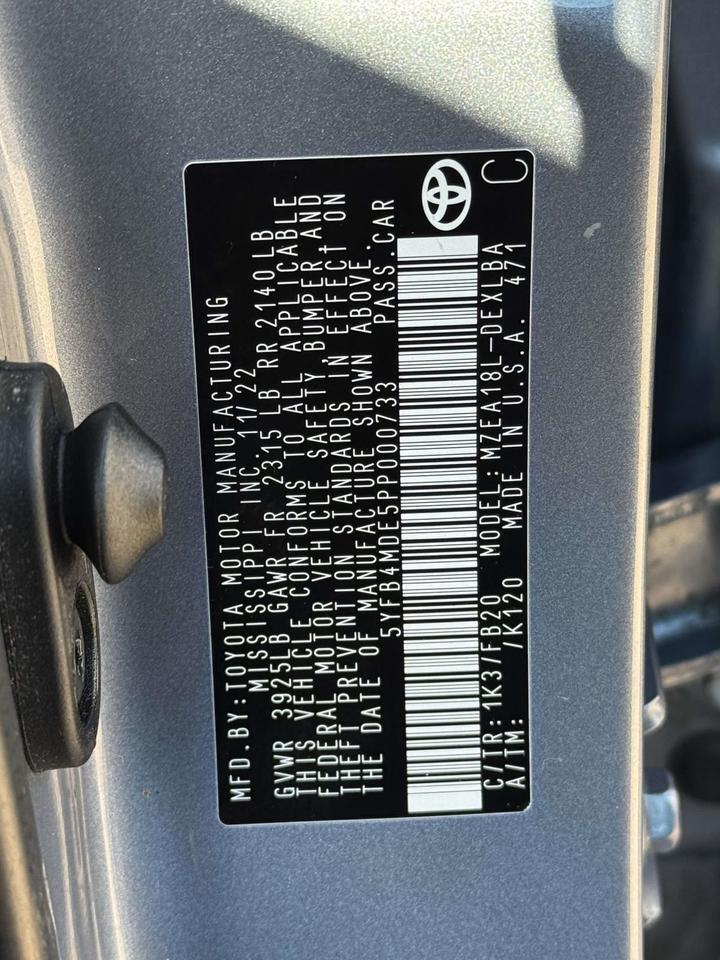 MFD.BY:TOYOTA MOTOR MANUFACTURING
MISSISSIPPI INC. 11/22
GVWR 3925LB GAWR FR 2315 LB RR 2140LB
THIS VEHICLE CONFORMS TO ALL APPLICABLE
FEDERAL MOTOR VEHICLE SAFETY,BUMPER AND
THEFT PREVENTION STANDARDS IN EFFECT ON
THE DATE OF MANUFACTURE SHOWN ABOVE.
5YFB4MDE5PP000733 PASS.CAR
C/TR:1K3/FB20 MODEL:MZEA18L-DEXLBA
A/TM: /K120 MADE IN U.S.A. 471
C